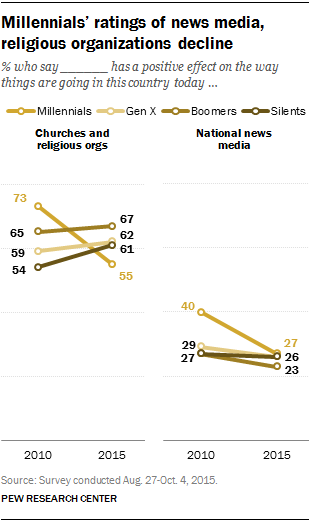 Millennials' ratings of news media,
religious organizations decline
% who say ______ has a positive effect on the way
things are going in this country today ...
Millennials Gen X Boomers Silents
Churches and
religious orgs
National news
media
73
65
59
54
67
62
61
55
40
29
27
27
26
23
2010 2015 2010 2015
Source: Survey conducted Aug. 27-Oct. 4, 2015.
PEW RESEARCH CENTER